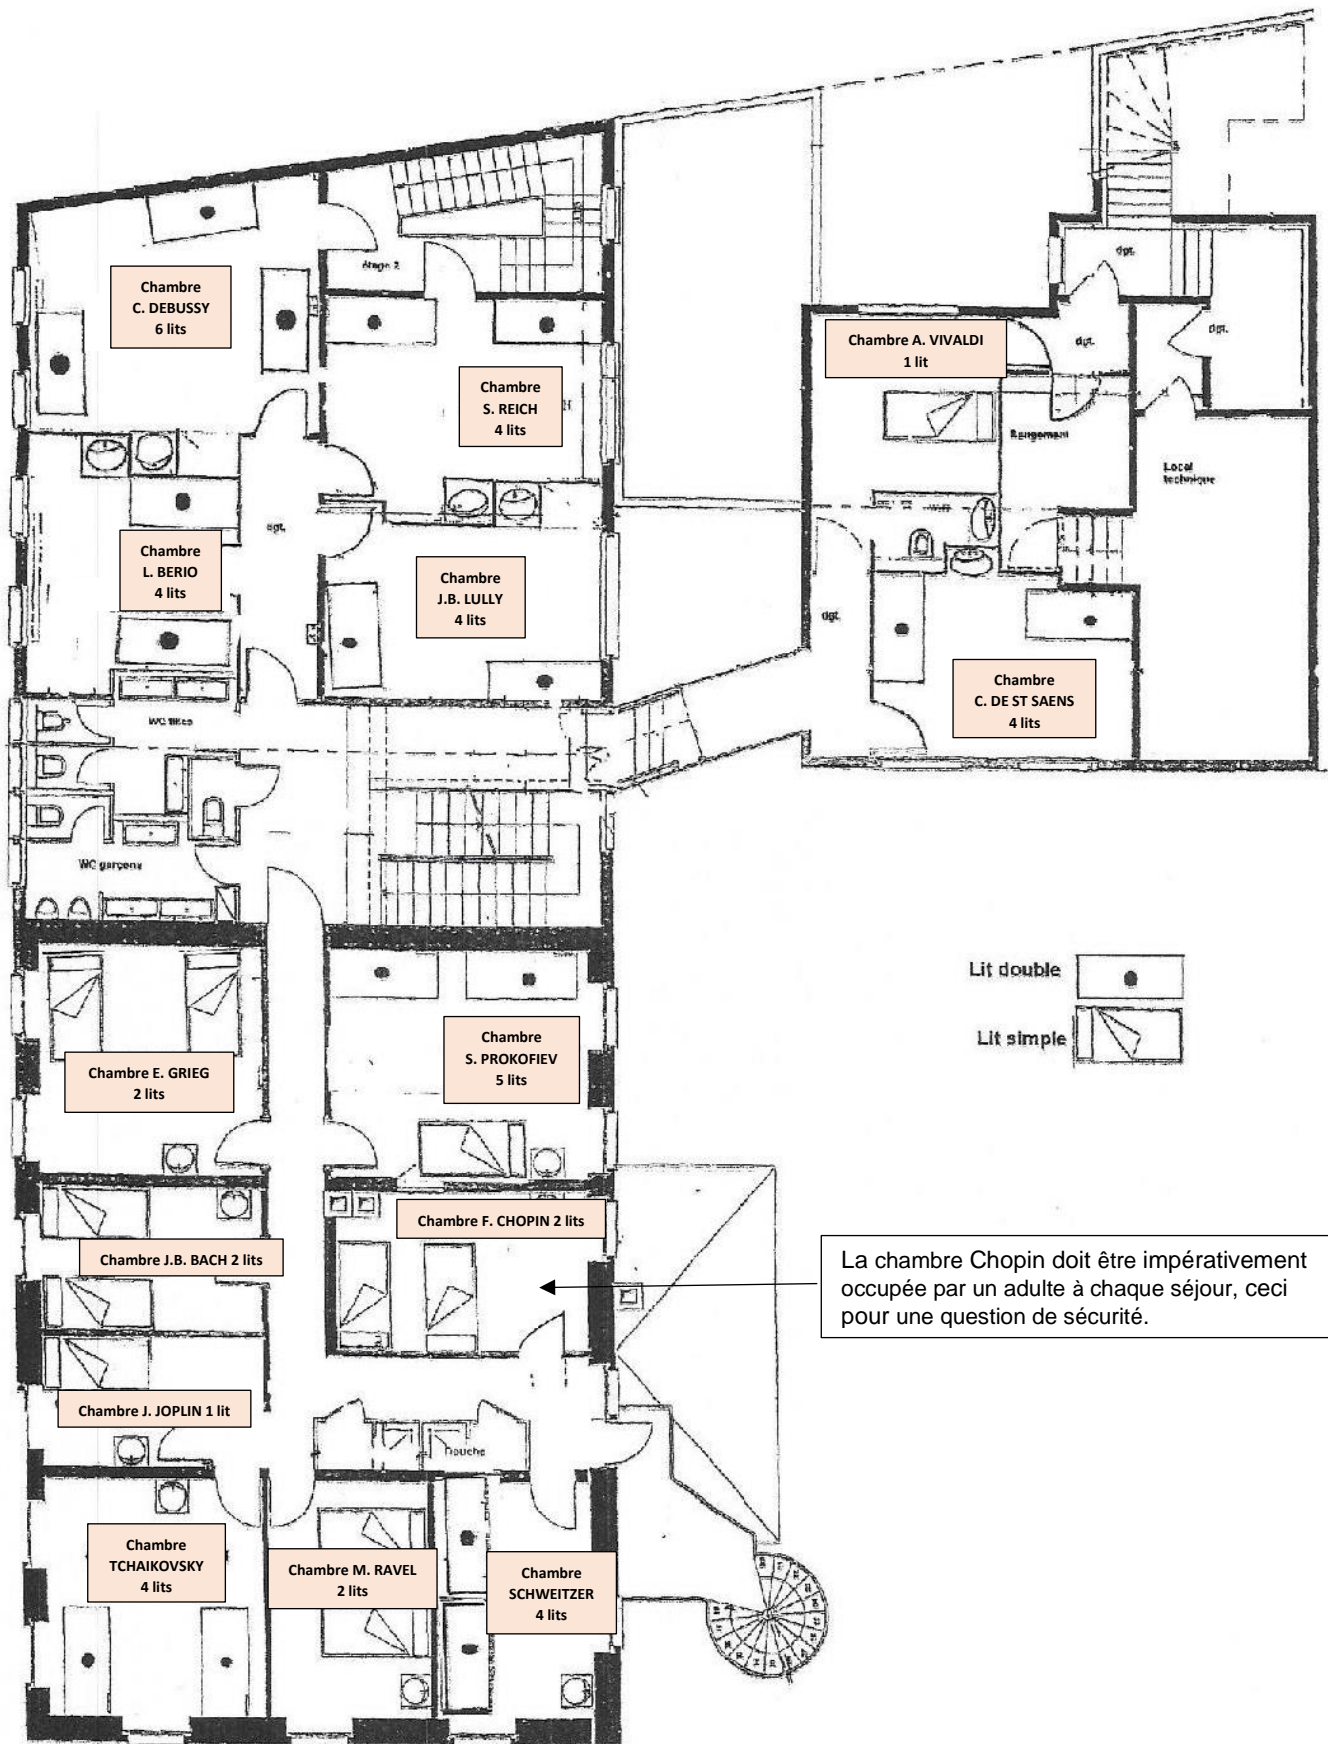 Chambre
C. DEBUSSY
6 lits
étage 2
Chambre
S. REICH
4 lits
Chambre
L. BERIO
4 lits
dgt.
Chambre
J.B. LULLY
4 lits
Chambre A. VIVALDI
1 lit
dgt.
dgt.
dgt.
Rangement
Local
technique
dgt.
Chambre
C. DE ST SAENS
4 lits
WC filles
WC garçons
Lit double
Lit simple
Chambre E. GRIEG
2 lits
Chambre
S. PROKOFIEV
5 lits
Chambre F. CHOPIN 2 lits
Chambre J.B. BACH 2 lits
La chambre Chopin doit être impérativement
occupée par un adulte à chaque séjour, ceci
pour une question de sécurité.
Chambre J. JOPLIN 1 lit
Douche
Chambre
TCHAIKOVSKY
4 lits
Chambre M. RAVEL
2 lits
Chambre
SCHWEITZER
4 lits